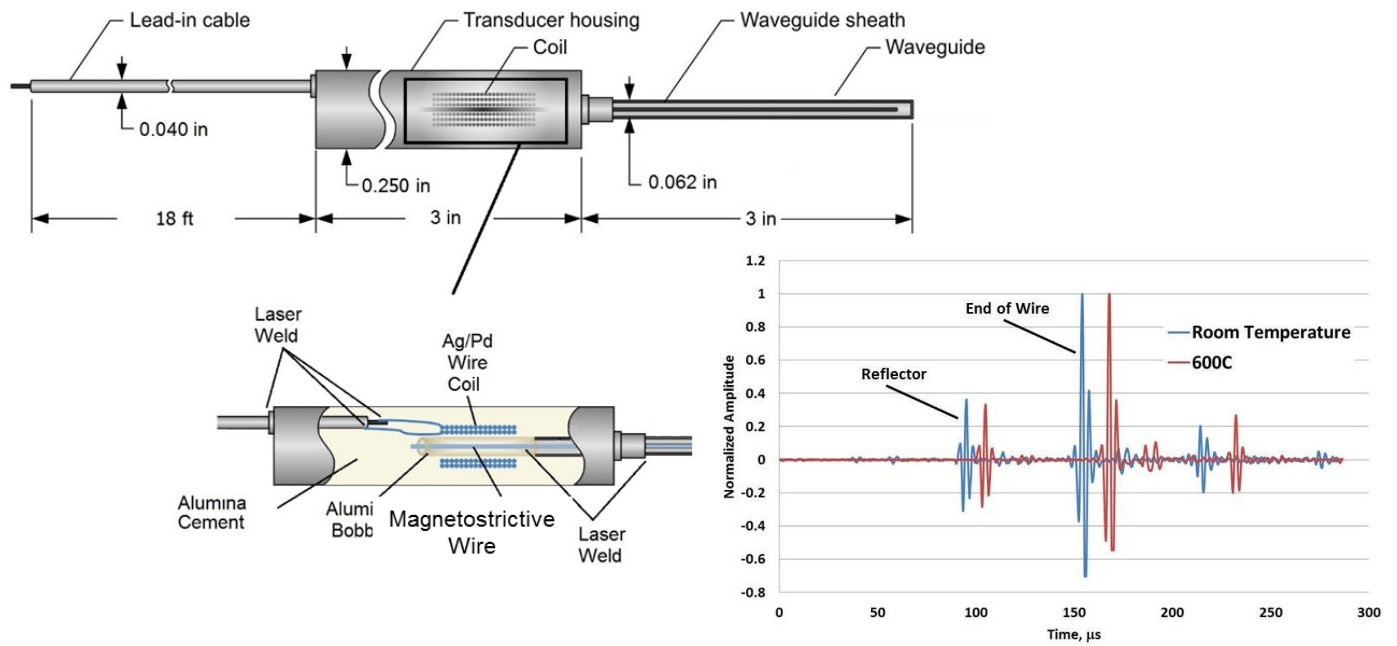 Lead-in cable
Transducer housing
Coil
Waveguide sheath
Waveguide
0.040 in
0.250 in
0.062 in
18 ft
3 in
3 in
Laser
Weld
Ag/Pd
Wire
Coil
Alumina
Cement
Alumi
Bobb
Magnetostrictive
Wire
Laser
Weld
1.2
1
0.8
0.6
0.4
0.2
0
-0.2
-0.4
-0.6
-0.8
Normalized Amplitude
End of Wire
Reflector
Room Temperature
600C
0
50
100
150
200
250
300
Time, μs